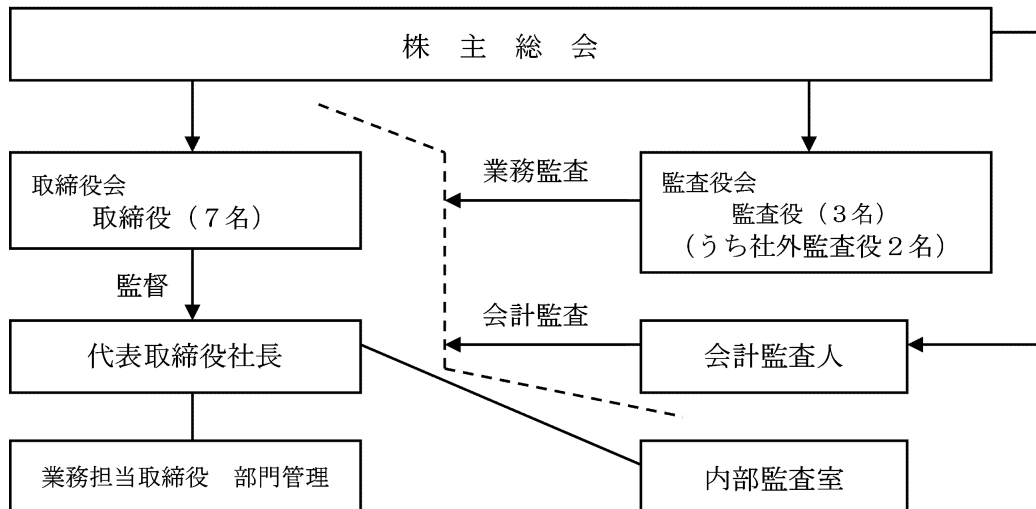 株　主　総　会
取締役会
取締役（７名）
業務監査
監査役会
監査役（３名）
（うち社外監査役２名）
監督
代表取締役社長
会計監査
会計監査人
業務担当取締役　部門管理
内部監査室